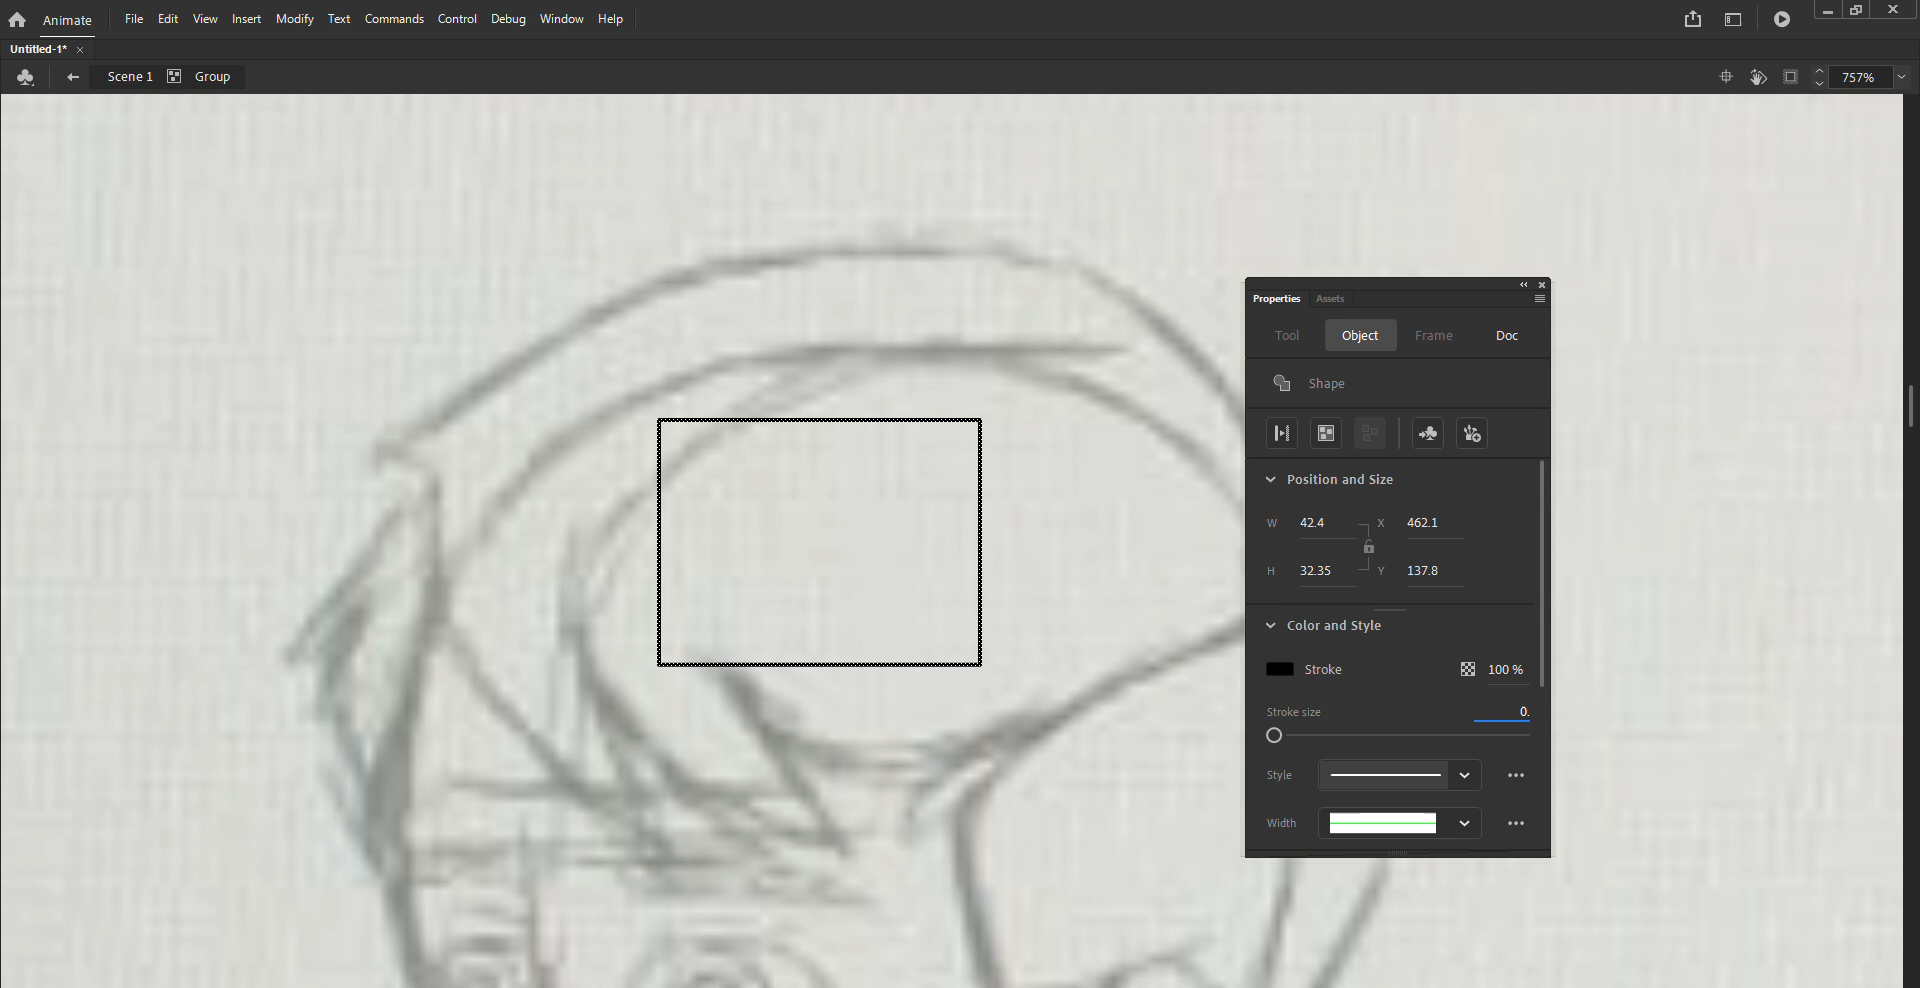 Animate File Edit View Insert Modify Text Commands Control Debug Window Help
Untitled-1*
Scene 1 Group 757%
Properties Assets
Tool Object Frame Doc
Shape
Position and Size
W 42.4 X 462.1
H 32.35 Y 137.8
Color and Style
Stroke 100 %
Stroke size 0.
Style
Width